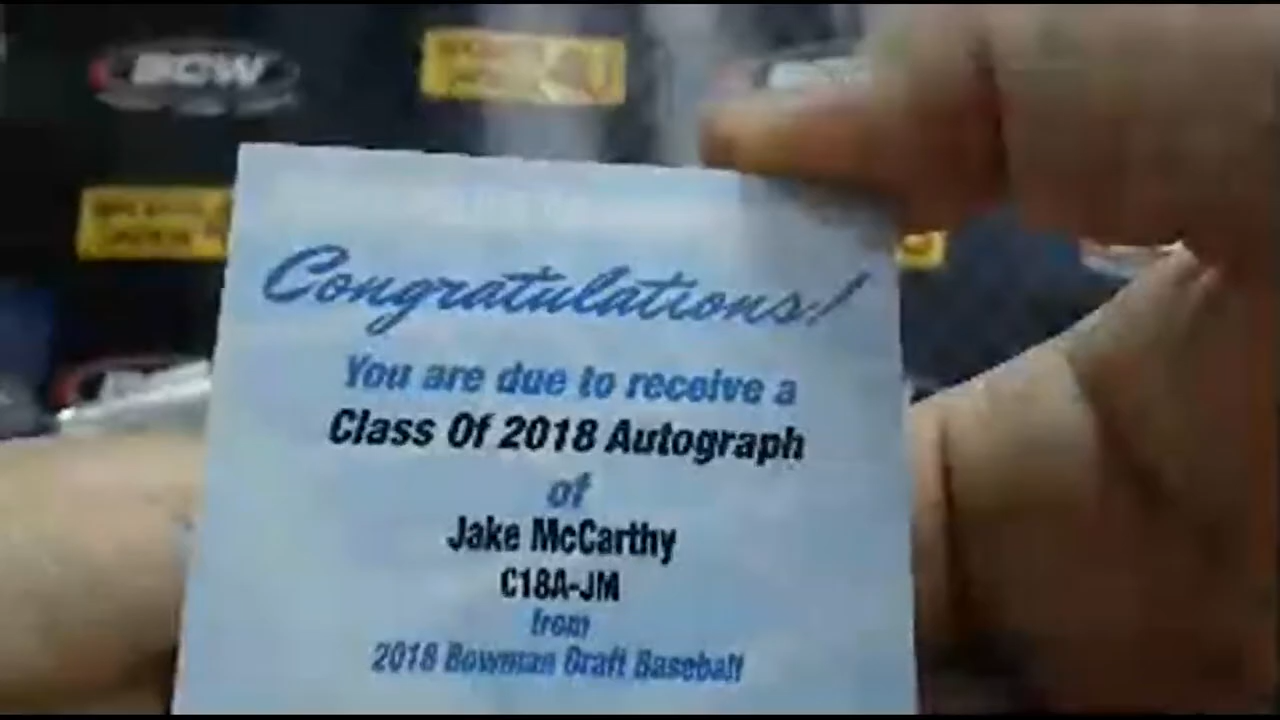 BCW
Congratulations!
You are due to receive a
Class Of 2018 Autograph
of
Jake McCarthy
C18A-JM
from
2018 Bowman Draft Baseball